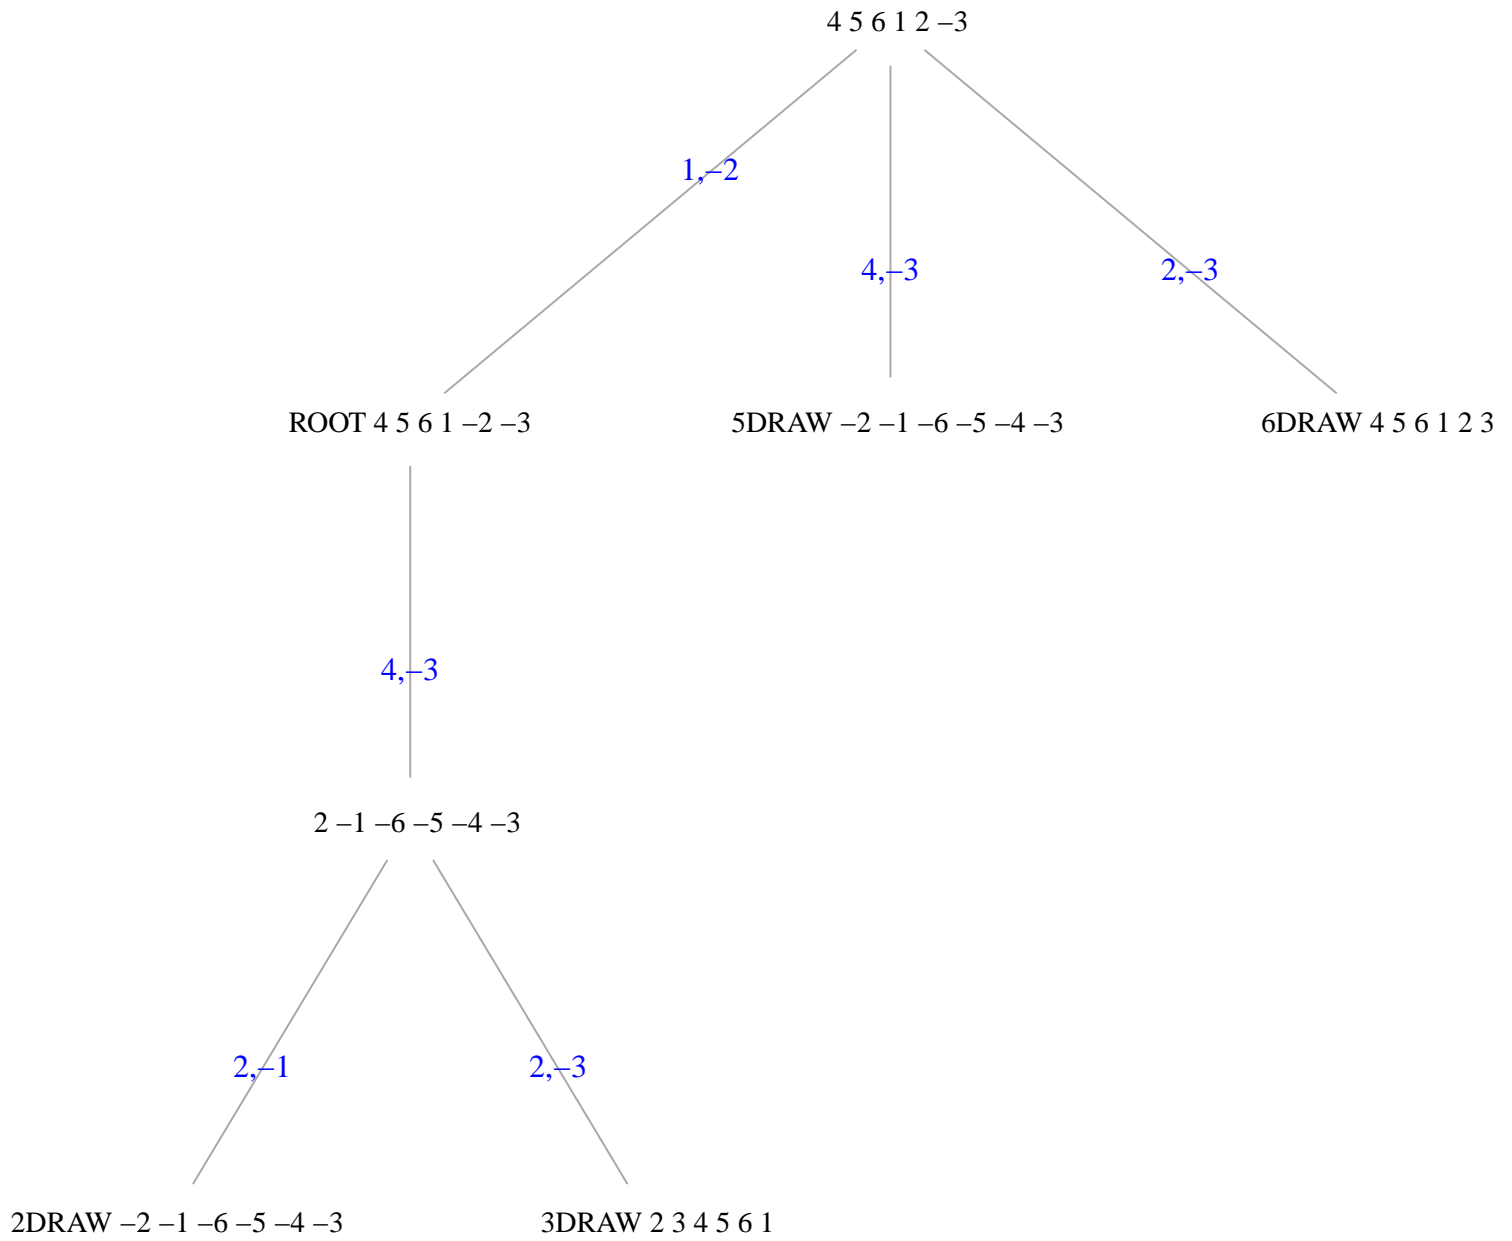 4 5 6 1 2 –3
1,–2
4,–3
2,–3
ROOT 4 5 6 1 –2 –3
5DRAW –2 –1 –6 –5 –4 –3
6DRAW 4 5 6 1 2 3
4,–3
2 –1 –6 –5 –4 –3
2,–1
2,–3
2DRAW –2 –1 –6 –5 –4 –3
3DRAW 2 3 4 5 6 1